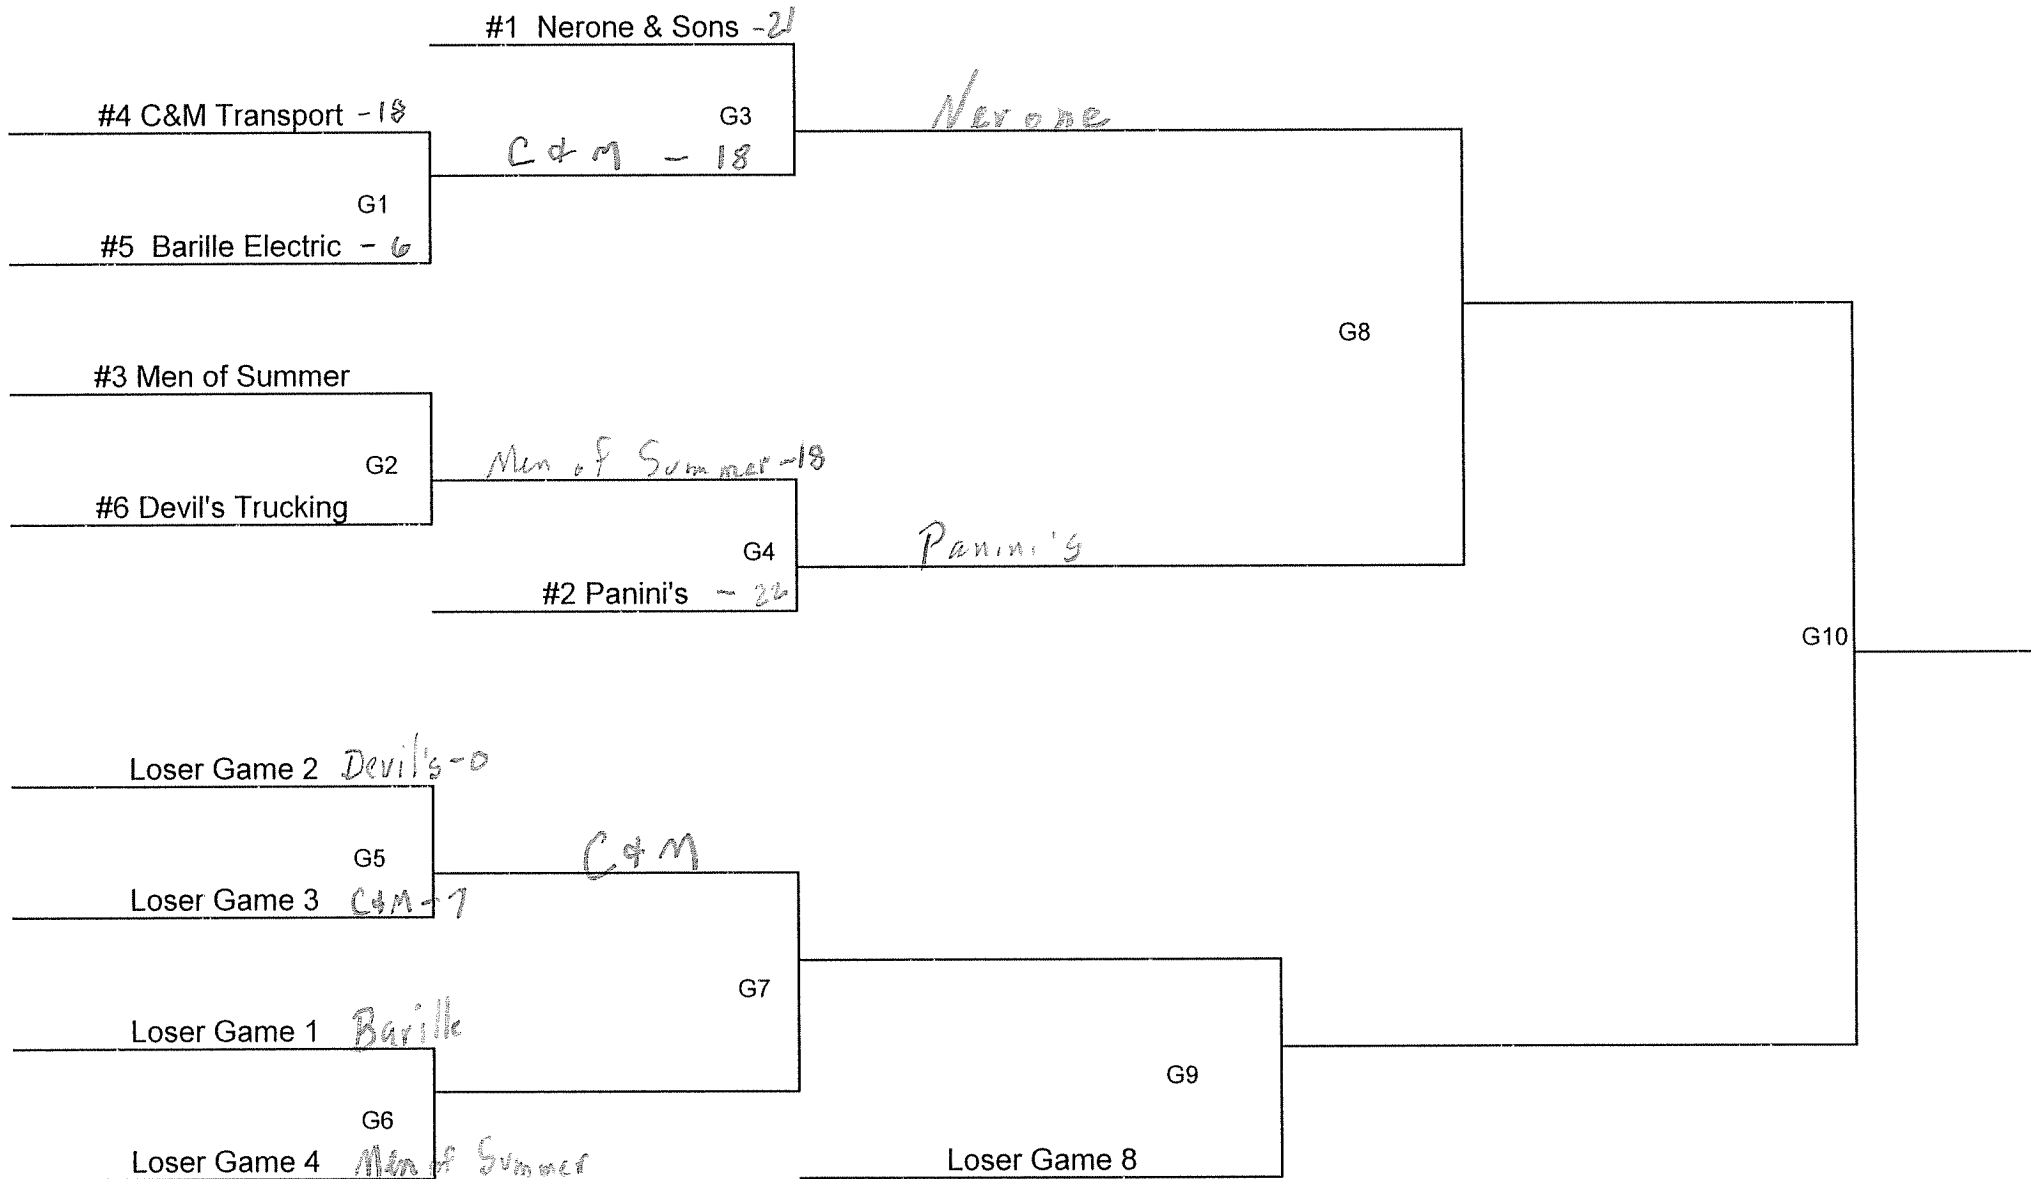 #1 Nerone & Sons -21
#4 C&M Transport -18
G3
Nerone
C & M - 18
G1
#5 Barille Electric - 6
G8
#3 Men of Summer
Men of Summer -18
G2
#6 Devil's Trucking
G4
Panini's
#2 Panini's - 22
G10
Loser Game 2 Devil's -0
G5
C & M
Loser Game 3 C&M -7
G7
Loser Game 1 Barille
G9
G6
Loser Game 4 Men of Summer
Loser Game 8